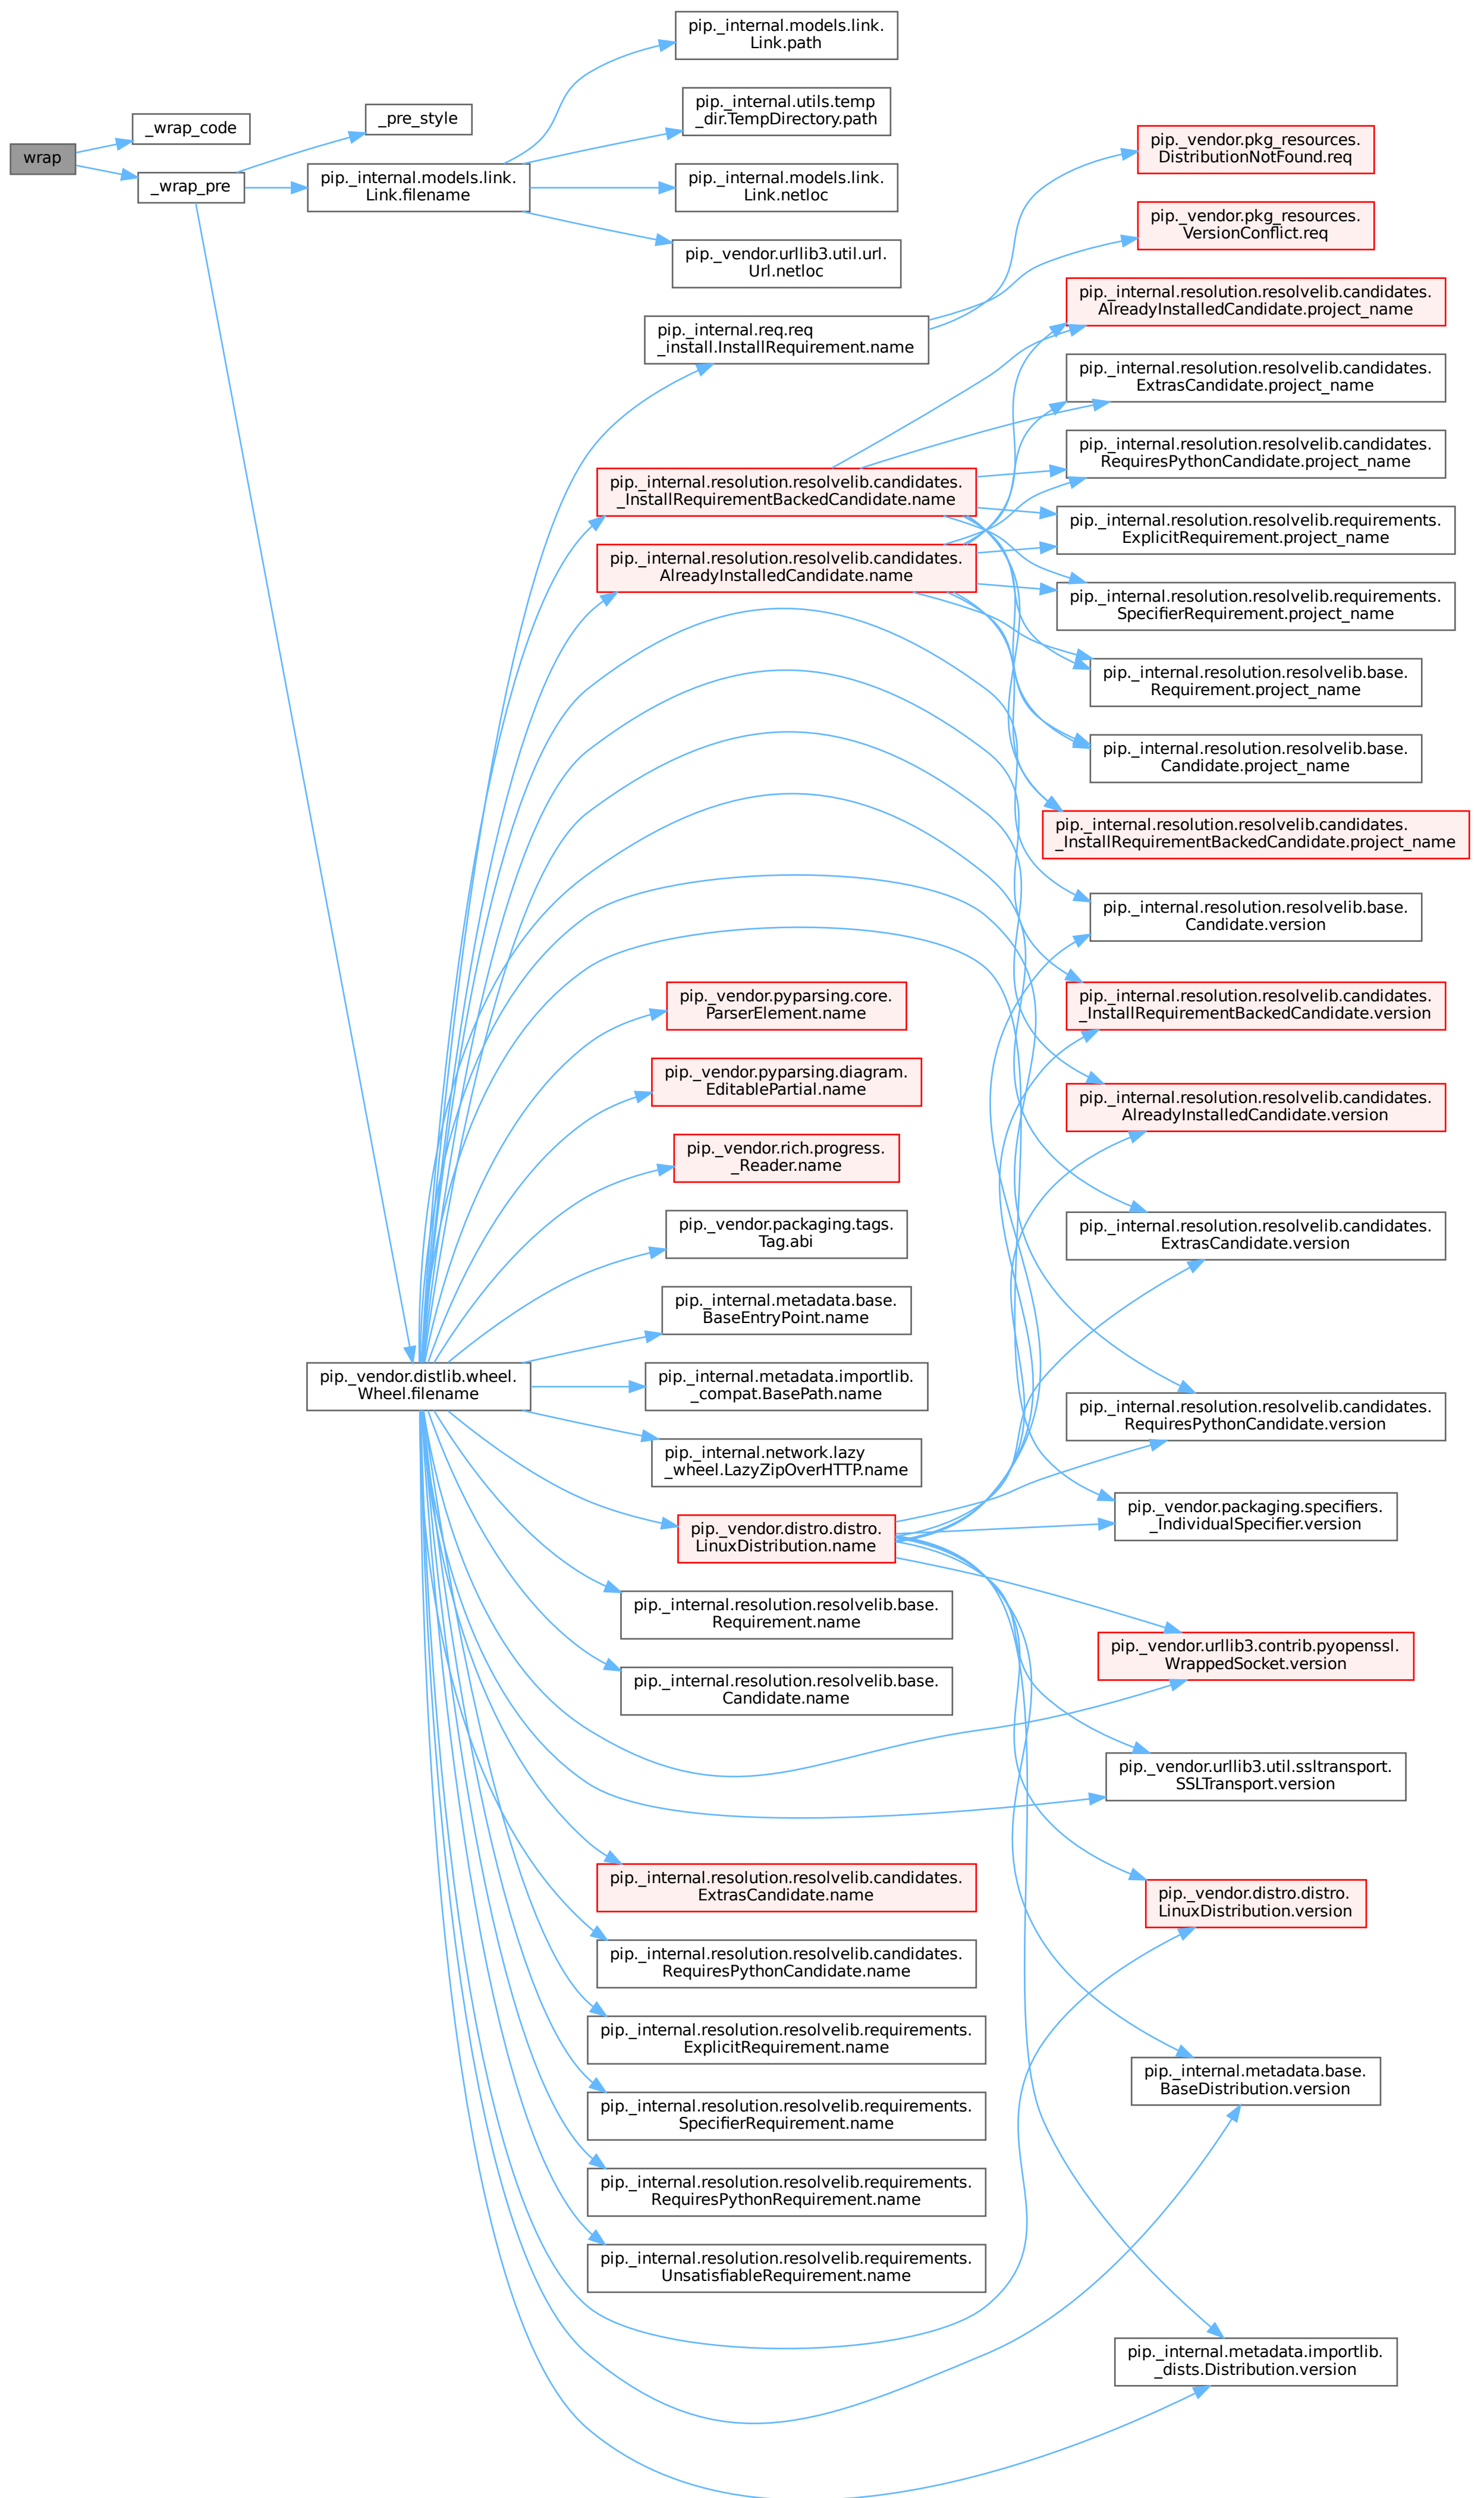 wrap
_wrap_code
_wrap_pre
_pre_style
pip._internal.models.link.
Link.filename
pip._internal.models.link.
Link.path
pip._internal.utils.temp
_dir.TempDirectory.path
pip._internal.models.link.
Link.netloc
pip._vendor.urllib3.util.url.
Url.netloc
pip._vendor.distlib.wheel.
Wheel.filename
pip._internal.req.req
_install.InstallRequirement.name
pip._internal.resolution.resolvelib.candidates.
_InstallRequirementBackedCandidate.name
pip._internal.resolution.resolvelib.candidates.
AlreadyInstalledCandidate.name
pip._vendor.pyparsing.core.
ParserElement.name
pip._vendor.pyparsing.diagram.
EditablePartial.name
pip._vendor.rich.progress.
_Reader.name
pip._vendor.packaging.tags.
Tag.abi
pip._internal.metadata.base.
BaseEntryPoint.name
pip._internal.metadata.importlib.
_compat.BasePath.name
pip._internal.network.lazy
_wheel.LazyZipOverHTTP.name
pip._vendor.distro.distro.
LinuxDistribution.name
pip._internal.resolution.resolvelib.base.
Requirement.name
pip._internal.resolution.resolvelib.base.
Candidate.name
pip._internal.resolution.resolvelib.candidates.
ExtrasCandidate.name
pip._internal.resolution.resolvelib.candidates.
RequiresPythonCandidate.name
pip._internal.resolution.resolvelib.requirements.
ExplicitRequirement.name
pip._internal.resolution.resolvelib.requirements.
SpecifierRequirement.name
pip._internal.resolution.resolvelib.requirements.
RequiresPythonRequirement.name
pip._internal.resolution.resolvelib.requirements.
UnsatisfiableRequirement.name
pip._vendor.pkg_resources.
DistributionNotFound.req
pip._vendor.pkg_resources.
VersionConflict.req
pip._internal.resolution.resolvelib.candidates.
AlreadyInstalledCandidate.project_name
pip._internal.resolution.resolvelib.candidates.
ExtrasCandidate.project_name
pip._internal.resolution.resolvelib.candidates.
RequiresPythonCandidate.project_name
pip._internal.resolution.resolvelib.requirements.
ExplicitRequirement.project_name
pip._internal.resolution.resolvelib.requirements.
SpecifierRequirement.project_name
pip._internal.resolution.resolvelib.base.
Requirement.project_name
pip._internal.resolution.resolvelib.base.
Candidate.project_name
pip._internal.resolution.resolvelib.candidates.
_InstallRequirementBackedCandidate.project_name
pip._internal.resolution.resolvelib.base.
Candidate.version
pip._internal.resolution.resolvelib.candidates.
_InstallRequirementBackedCandidate.version
pip._internal.resolution.resolvelib.candidates.
AlreadyInstalledCandidate.version
pip._internal.resolution.resolvelib.candidates.
ExtrasCandidate.version
pip._internal.resolution.resolvelib.candidates.
RequiresPythonCandidate.version
pip._vendor.packaging.specifiers.
_IndividualSpecifier.version
pip._vendor.urllib3.contrib.pyopenssl.
WrappedSocket.version
pip._vendor.urllib3.util.ssltransport.
SSLTransport.version
pip._vendor.distro.distro.
LinuxDistribution.version
pip._internal.metadata.base.
BaseDistribution.version
pip._internal.metadata.importlib.
_dists.Distribution.version